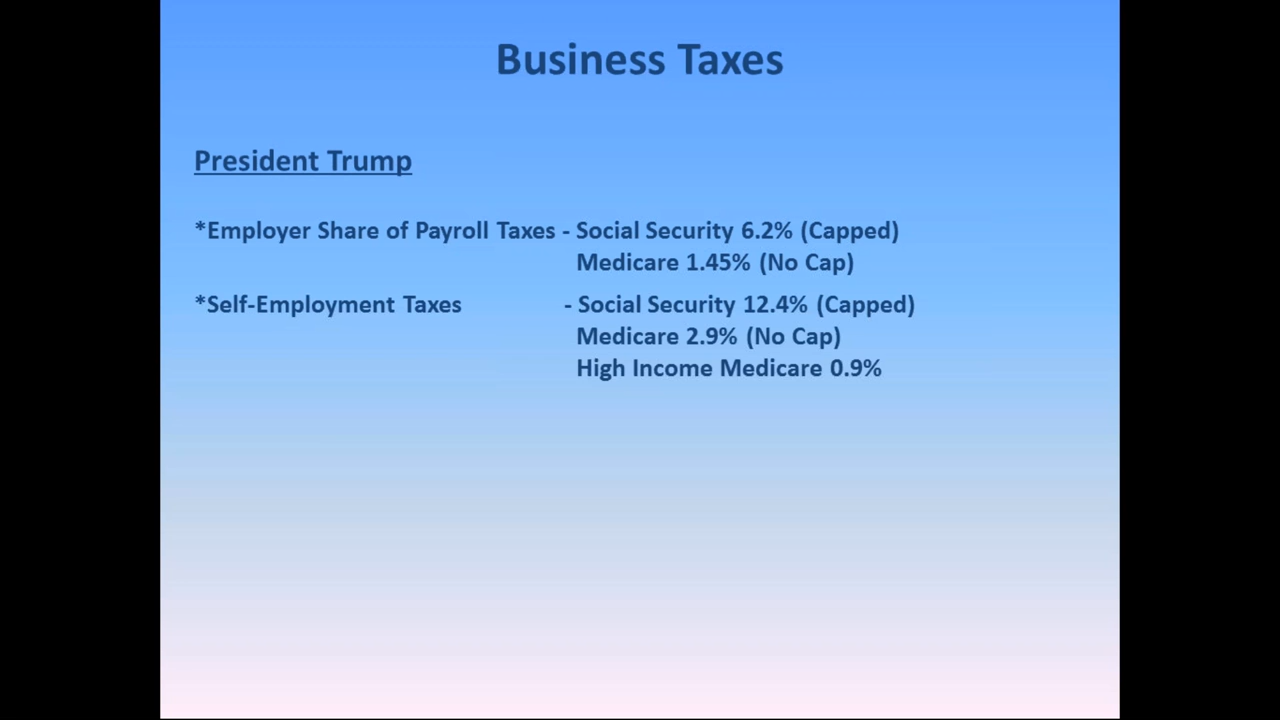 Business Taxes
President Trump
*Employer Share of Payroll Taxes - Social Security 6.2% (Capped)
Medicare 1.45% (No Cap)
*Self-Employment Taxes - Social Security 12.4% (Capped)
Medicare 2.9% (No Cap)
High Income Medicare 0.9%